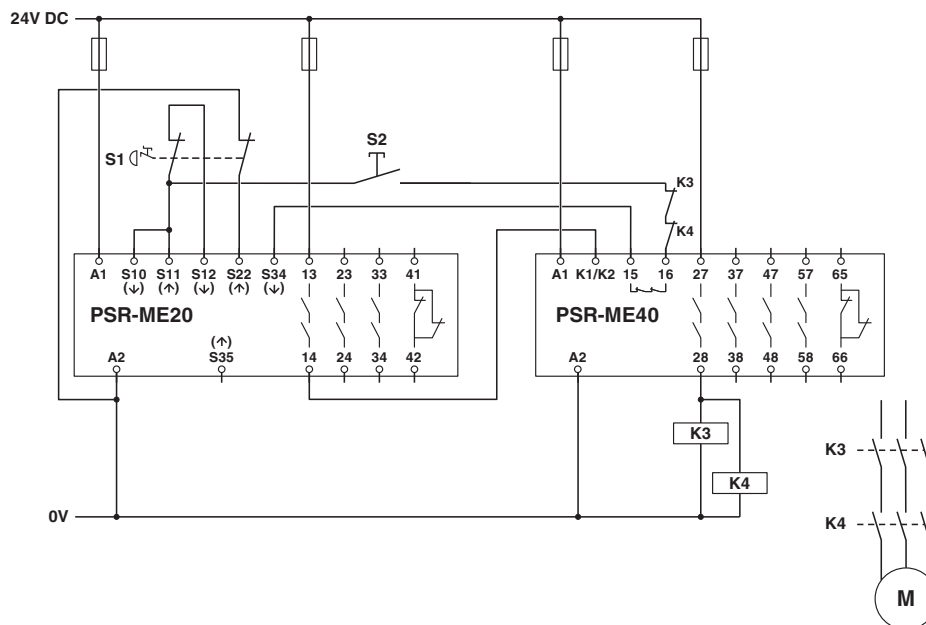 24V DC
S1
S2
K3
K4
A1 S10 S11 S12 S22 S34 13 23 33 41
(↓) (↑) (↓) (↑) (↓)
PSR-ME20
(↑)
A2 S35 14 24 34 42
A1 K1/K2 15 16 27 37 47 57 65
PSR-ME40
A2 28 38 48 58 66
K3
K4
0V
K3
K4
M